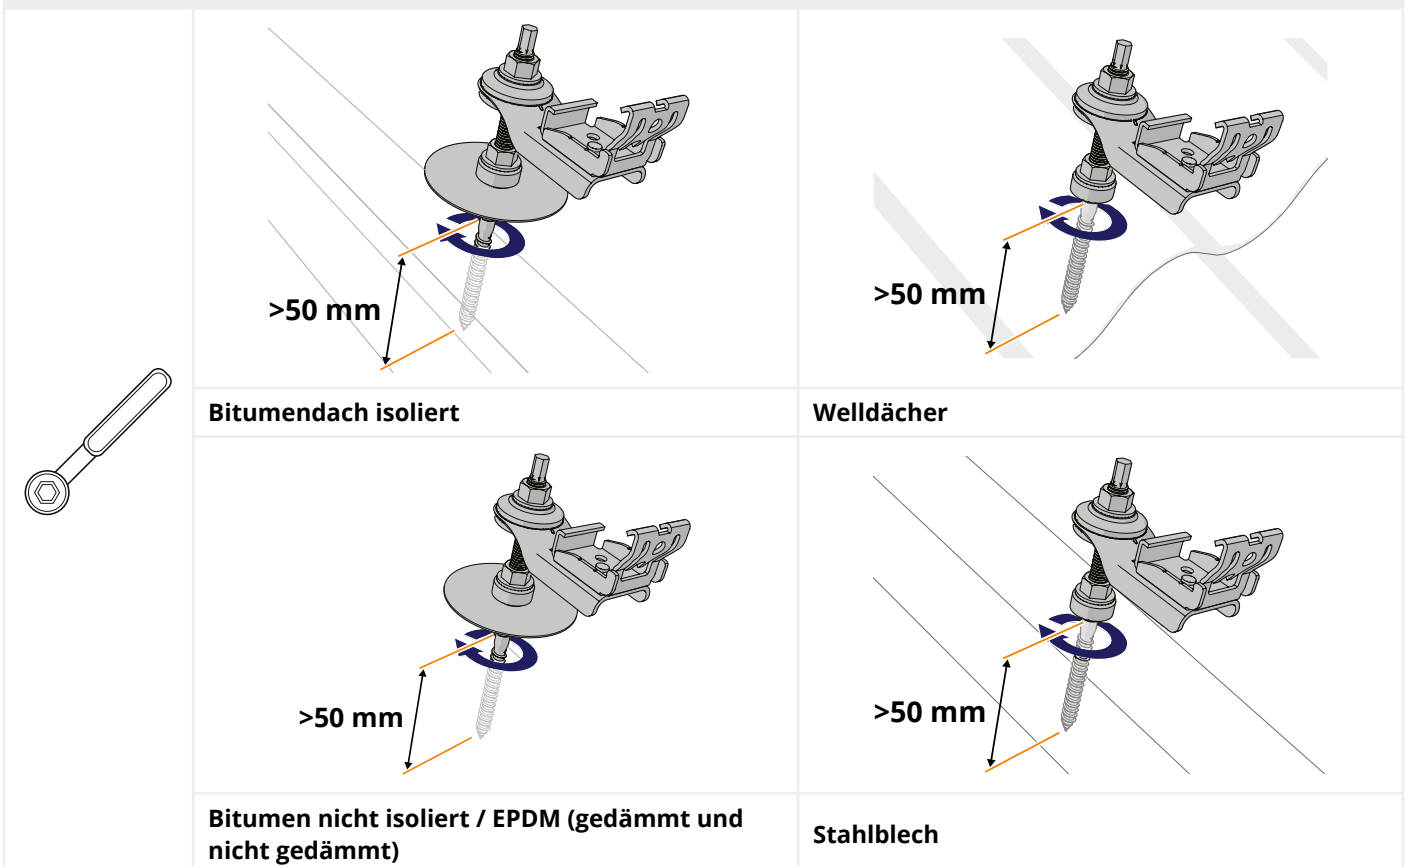 >50 mm
>50 mm
Bitumendach isoliert
Welldächer
>50 mm
>50 mm
Bitumen nicht isoliert / EPDM (gedämmt und
nicht gedämmt)
Stahlblech